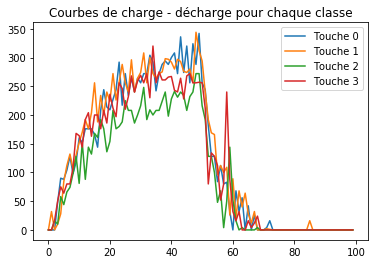 Courbes de charge - décharge pour chaque classe
Touche 0
Touche 1
Touche 2
Touche 3
350
300
250
200
150
100
50
0
0
20
40
60
80
100